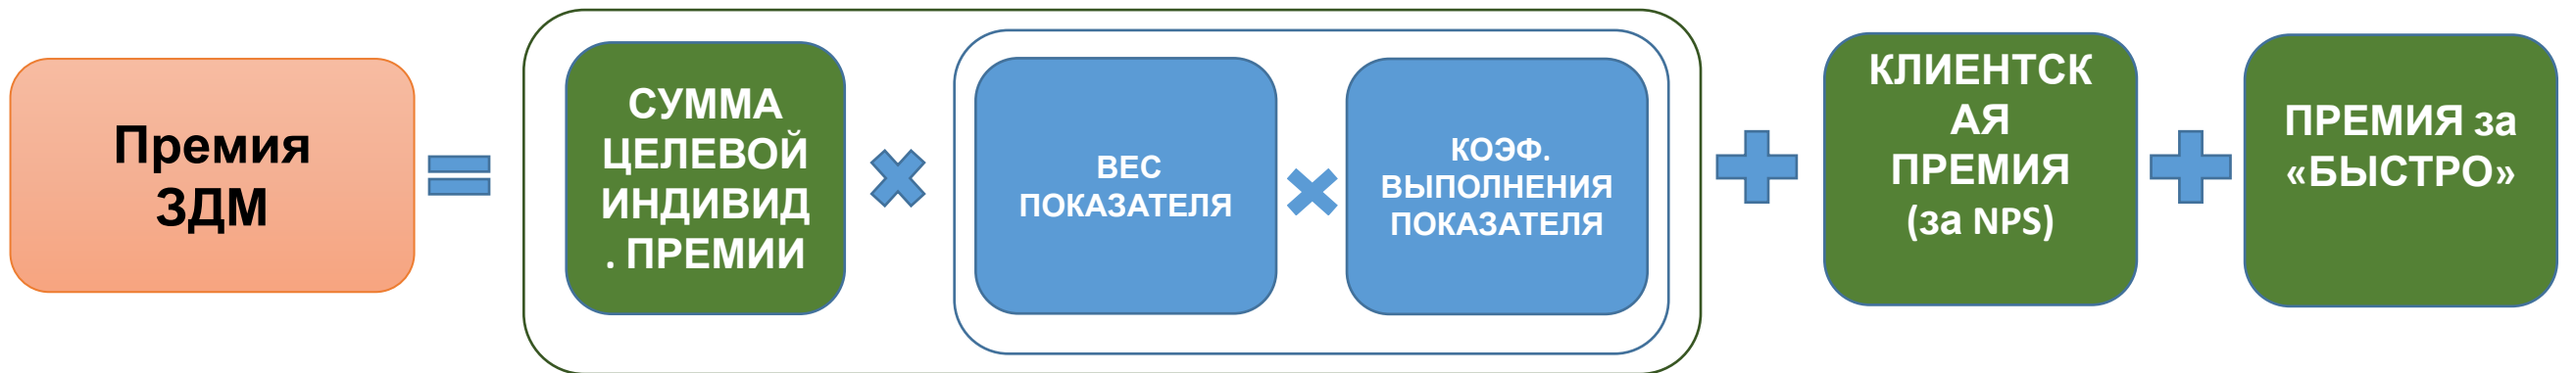 Премия
ЗДМ
СУММА
ЦЕЛЕВОЙ
ИНДИВИД
. ПРЕМИИ
ВЕС
ПОКАЗАТЕЛЯ
КОЭФ.
ВЫПОЛНЕНИЯ
ПОКАЗАТЕЛЯ
КЛИЕНТСК
АЯ
ПРЕМИЯ
(за NPS)
ПРЕМИЯ за
«БЫСТРО»